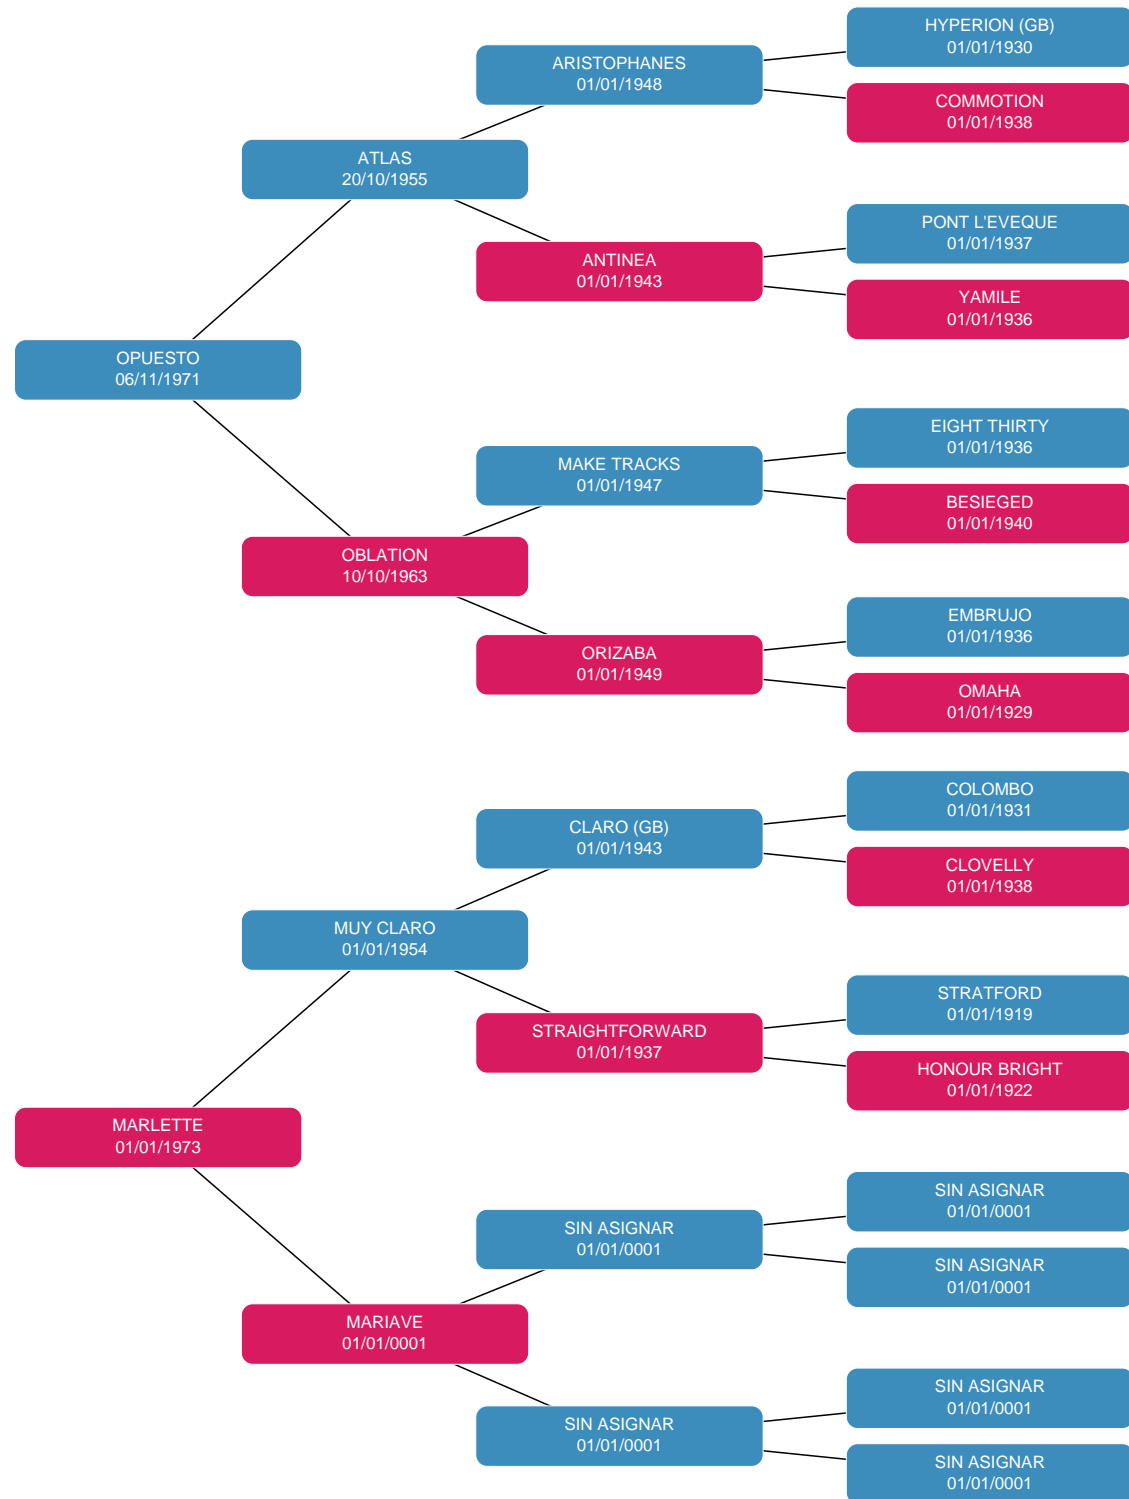 HYPERION (GB)
01/01/1930
ARISTOPHANES
01/01/1948
COMMOTION
01/01/1938
ATLAS
20/10/1955
PONT L'EVEQUE
01/01/1937
ANTINEA
01/01/1943
YAMILE
01/01/1936
OPUESTO
06/11/1971
EIGHT THIRTY
01/01/1936
MAKE TRACKS
01/01/1947
BESIEGED
01/01/1940
OBLATION
10/10/1963
EMBRUJO
01/01/1936
ORIZABA
01/01/1949
OMAHA
01/01/1929
COLOMBO
01/01/1931
CLARO (GB)
01/01/1943
CLOVELLY
01/01/1938
MUY CLARO
01/01/1954
STRATFORD
01/01/1919
STRAIGHTFORWARD
01/01/1937
HONOUR BRIGHT
01/01/1922
MARLETTE
01/01/1973
SIN ASIGNAR
01/01/0001
SIN ASIGNAR
01/01/0001
SIN ASIGNAR
01/01/0001
MARIAVE
01/01/0001
SIN ASIGNAR
01/01/0001
SIN ASIGNAR
01/01/0001
SIN ASIGNAR
01/01/0001